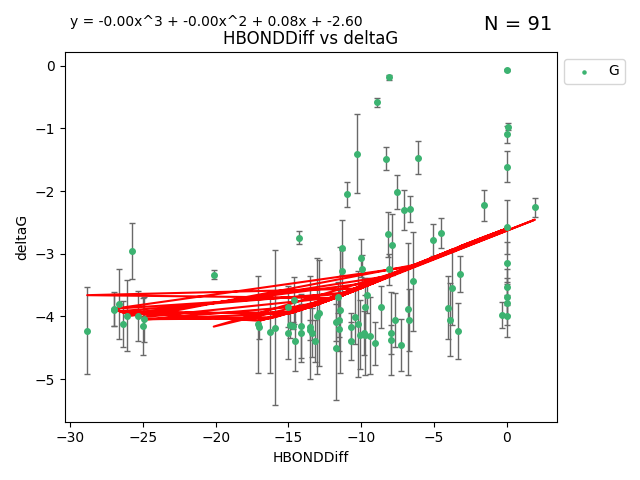 y = -0.00x^3 + -0.00x^2 + 0.08x + -2.60
N = 91
HBONDDiff vs deltaG
G
deltaG
0
−1
−2
−3
−4
−5
−30
−25
−20
−15
−10
−5
0
HBONDDiff